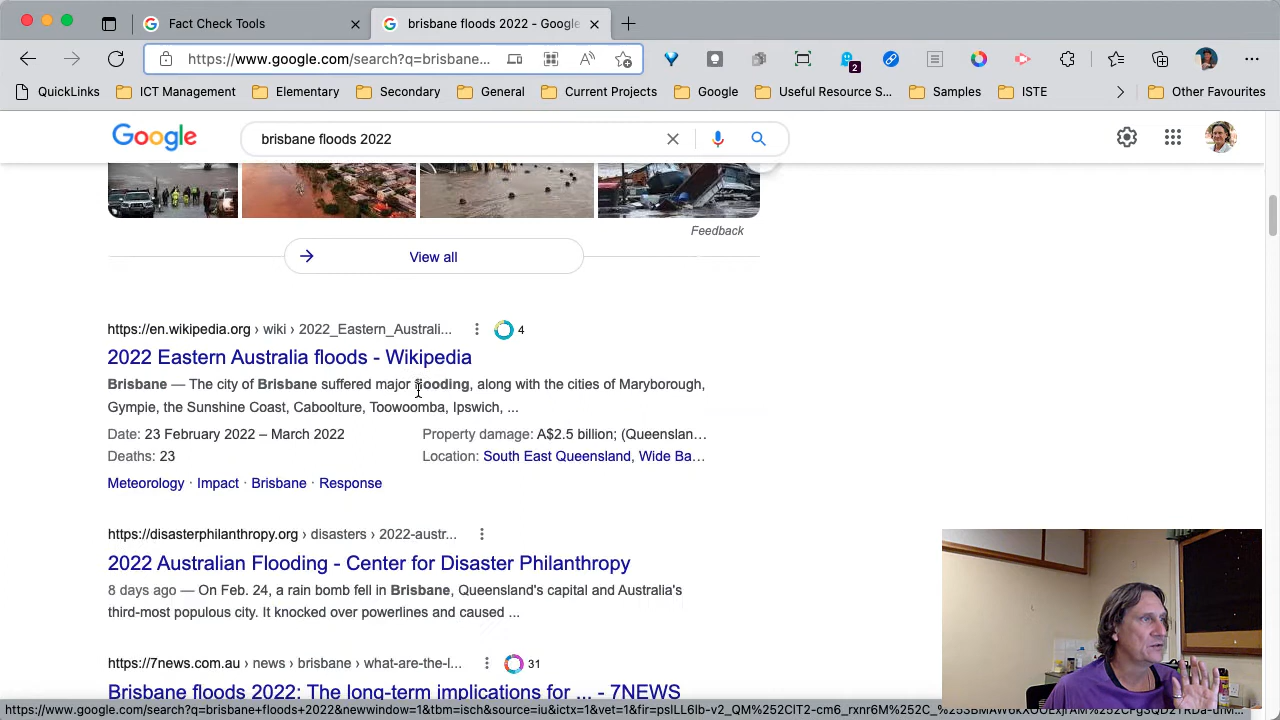 Fact Check Tools
brisbane floods 2022 - Google
https://www.google.com/search?q=brisbane...
2
QuickLinks
ICT Management
Elementary
Secondary
General
Current Projects
Google
Useful Resource S...
Samples
ISTE
Other Favourites
Google
brisbane floods 2022
Feedback
View all
https://en.wikipedia.org › wiki › 2022_Eastern_Australi...
4
2022 Eastern Australia floods - Wikipedia
Brisbane — The city of Brisbane suffered major flooding, along with the cities of Maryborough,
Gympie, the Sunshine Coast, Caboolture, Toowoomba, Ipswich, ...
Date: 23 February 2022 – March 2022
Property damage: A$2.5 billion; (Queenslan...
Deaths: 23
Location: South East Queensland, Wide Ba...
Meteorology · Impact · Brisbane · Response
https://disasterphilanthropy.org › disasters › 2022-austr...
2022 Australian Flooding - Center for Disaster Philanthropy
8 days ago — On Feb. 24, a rain bomb fell in Brisbane, Queensland's capital and Australia's
third-most populous city. It knocked over powerlines and caused ...
https://7news.com.au › news › brisbane › what-are-the-l...
31
Brisbane floods 2022: The long-term implications for ... - 7NEWS